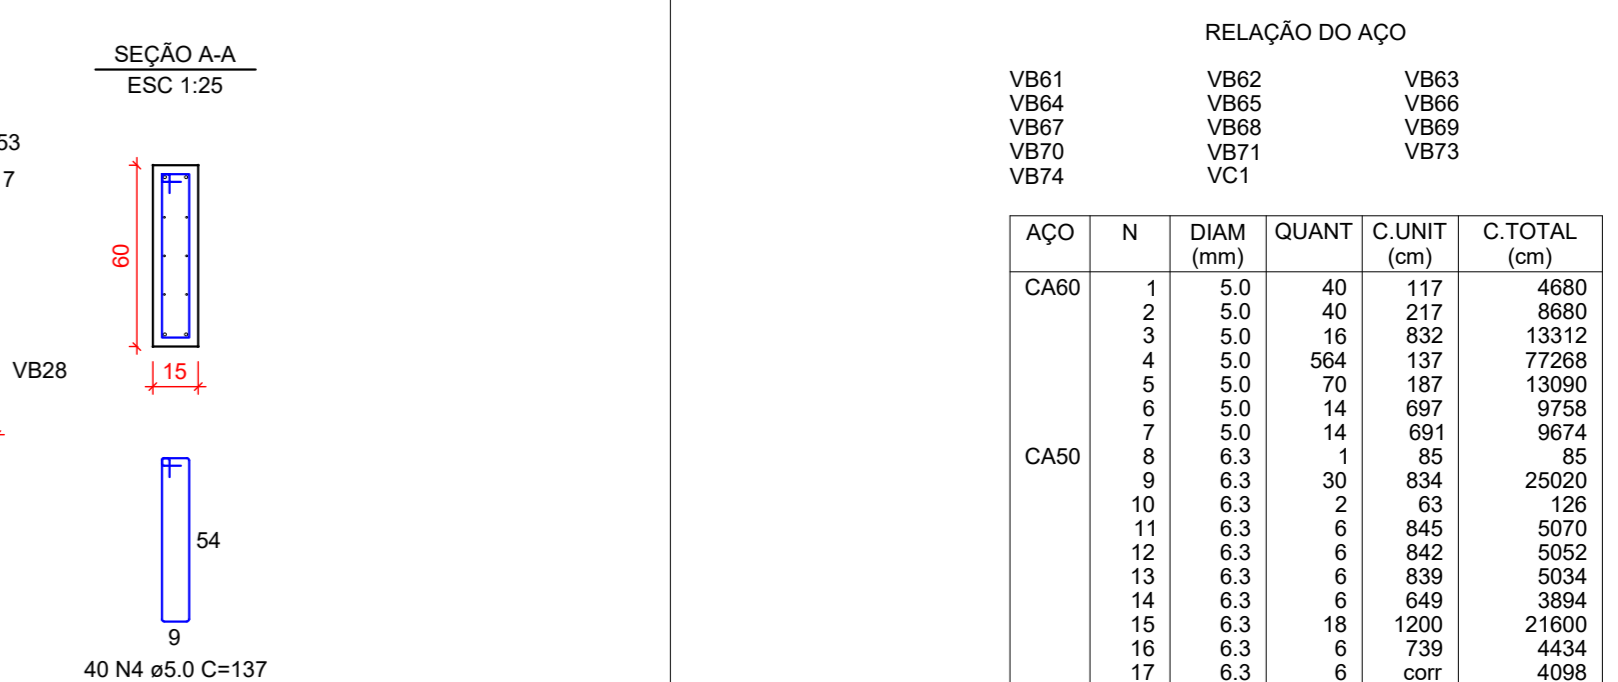 SEÇÃO A-A
ESC 1:25
53
7
60
VB28
15
54
9
40 N4 ø5.0 C=137
RELAÇÃO DO AÇO
VB61 VB62 VB63
VB64 VB65 VB66
VB67 VB68 VB69
VB70 VB71 VB73
VB74 VC1
AÇO N DIAM QUANT C.UNIT C.TOTAL
(mm) (cm) (cm)
CA60 1 5.0 40 117 4680
2 5.0 40 217 8680
3 5.0 16 832 13312
4 5.0 564 137 77268
5 5.0 70 187 13090
6 5.0 14 697 9758
7 5.0 14 691 9674
CA50 8 6.3 1 85 85
9 6.3 30 834 25020
10 6.3 2 63 126
11 6.3 6 845 5070
12 6.3 6 842 5052
13 6.3 6 839 5034
14 6.3 6 649 3894
15 6.3 18 1200 21600
16 6.3 6 739 4434
17 6.3 6 corr 4098